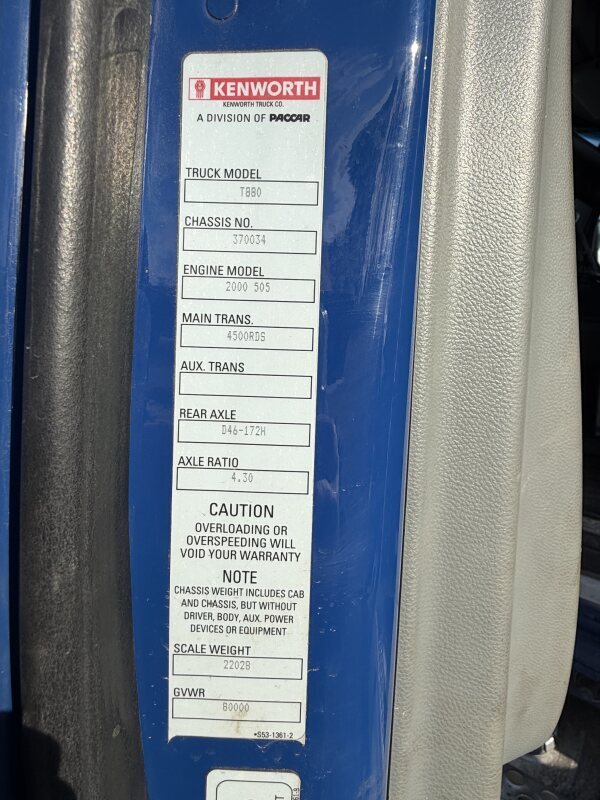 KENWORTH
KENWORTH TRUCK CO.
A DIVISION OF PACCAR
TRUCK MODEL
T880
CHASSIS NO.
370034
ENGINE MODEL
2000 505
MAIN TRANS.
4500RDS
AUX. TRANS
REAR AXLE
D46-172H
AXLE RATIO
4.30
CAUTION
OVERLOADING OR
OVERSPEEDING WILL
VOID YOUR WARRANTY
NOTE
CHASSIS WEIGHT INCLUDES CAB
AND CHASSIS, BUT WITHOUT
DRIVER, BODY, AUX. POWER
DEVICES OR EQUIPMENT
SCALE WEIGHT
22028
GVWR
80000
•S53-1361-2